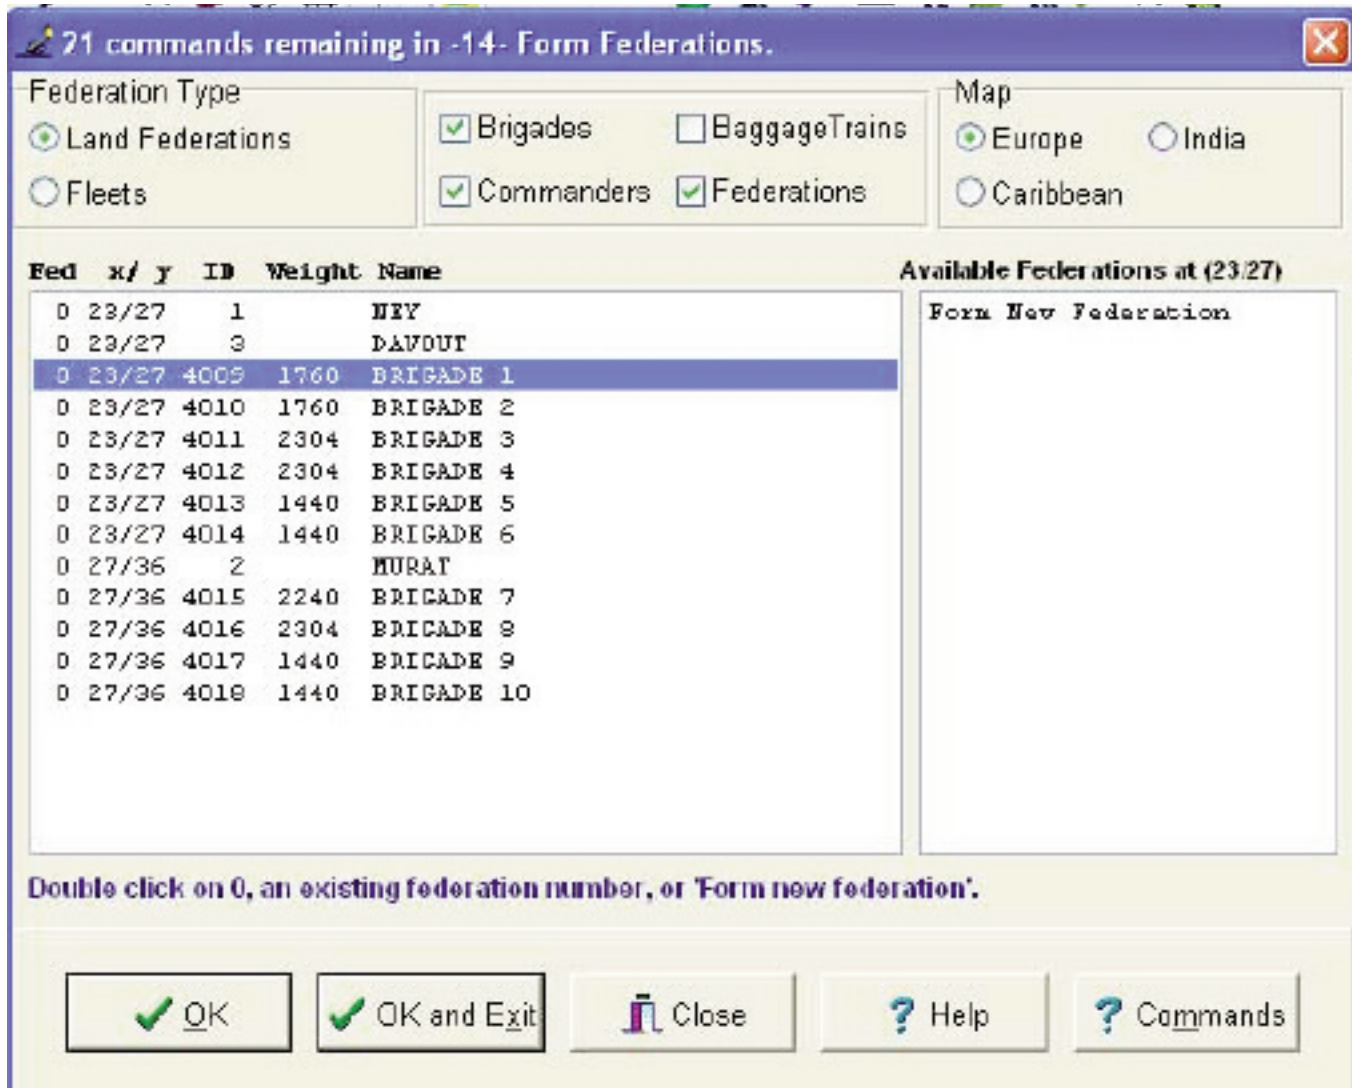 21 commands remaining in -14- Form Federations.
Federation Type
Land Federations
Fleets
Brigades
BaggageTrains
Commanders
Federations
Map
Europe
India
Caribbean
Fed x/ y ID Weight Name
0 23/27 1 NEY
0 23/27 3 DAVOUT
0 23/27 4009 1760 BRIGADE 1
0 23/27 4010 1760 BRIGADE 2
0 23/27 4011 2304 BRIGADE 3
0 23/27 4012 2304 BRIGADE 4
0 23/27 4013 1440 BRIGADE 5
0 23/27 4014 1440 BRIGADE 6
0 27/36 2 MURAT
0 27/36 4015 2240 BRIGADE 7
0 27/36 4016 2304 BRIGADE 8
0 27/36 4017 1440 BRIGADE 9
0 27/36 4018 1440 BRIGADE 10
Available Federations at (23/27)
Form New Federation
Double click on 0, an existing federation number, or 'Form new federation'.
OK
OK and Exit
Close
Help
Commands